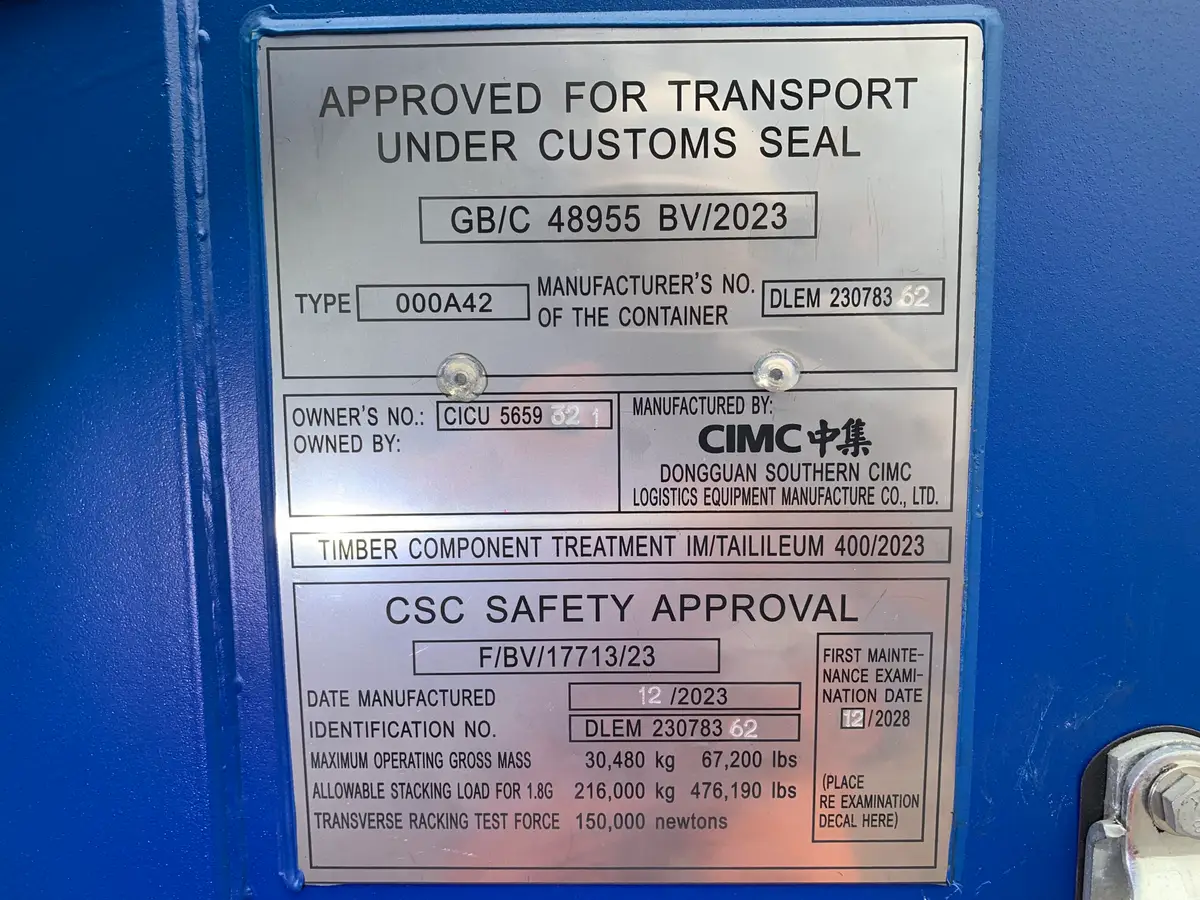 APPROVED FOR TRANSPORT
UNDER CUSTOMS SEAL
GB/C 48955 BV/2023
TYPE 000A42
MANUFACTURER'S NO.
OF THE CONTAINER
DLEM 230783 62
OWNER'S NO.: CICU 5659 32 1
OWNED BY:
MANUFACTURED BY:
CIMC 中集
DONGGUAN SOUTHERN CIMC
LOGISTICS EQUIPMENT MANUFACTURE CO., LTD.
TIMBER COMPONENT TREATMENT IM/TAILILEUM 400/2023
CSC SAFETY APPROVAL
F/BV/17713/23
DATE MANUFACTURED 12 /2023
IDENTIFICATION NO. DLEM 230783 62
MAXIMUM OPERATING GROSS MASS 30,480 kg 67,200 lbs
ALLOWABLE STACKING LOAD FOR 1.8G 216,000 kg 476,190 lbs
TRANSVERSE RACKING TEST FORCE 150,000 newtons
FIRST MAINTE-
NANCE EXAMI-
NATION DATE
12/2028
(PLACE
RE EXAMINATION
DECAL HERE)